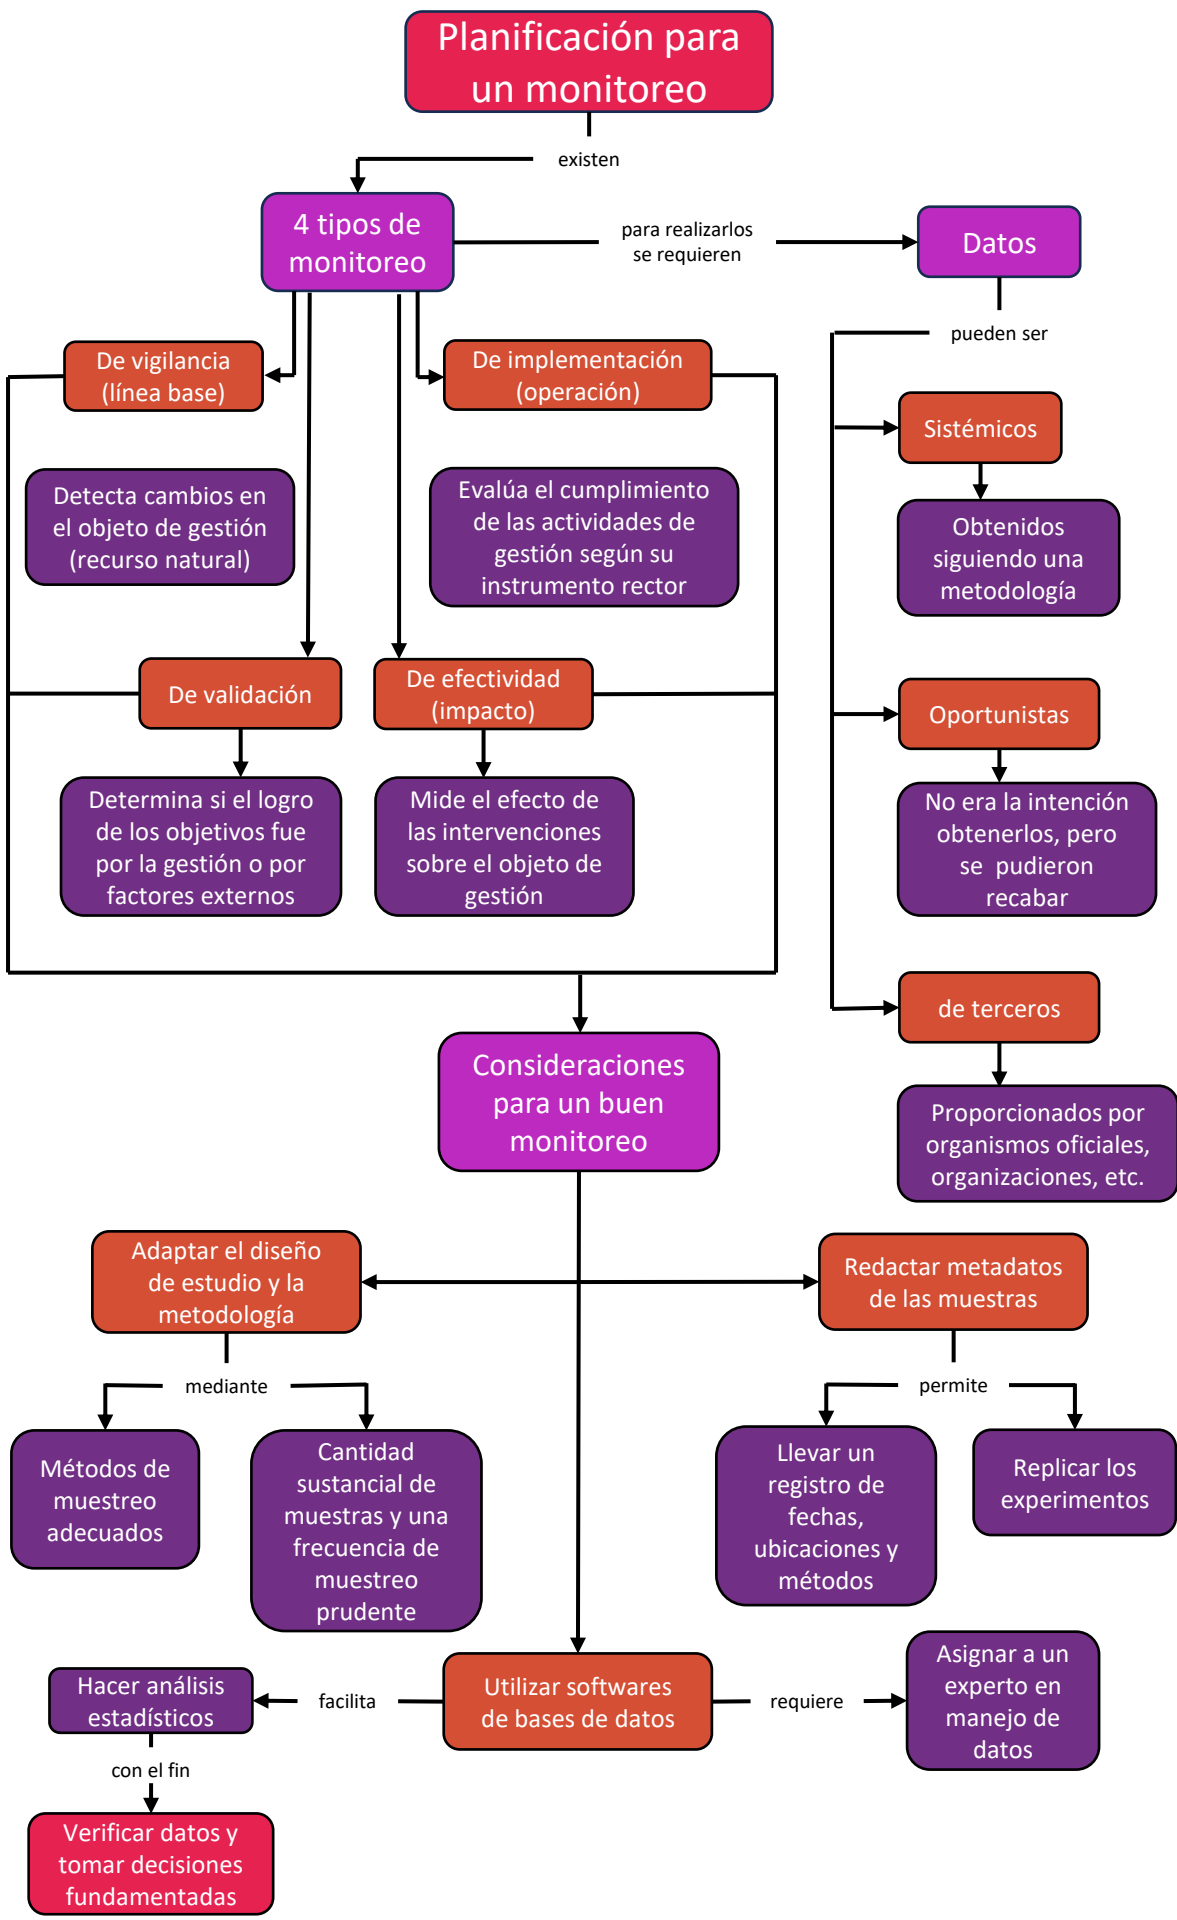 Planificación para
un monitoreo
existen
4 tipos de
monitoreo
para realizarlos
se requieren
Datos
pueden ser
De vigilancia
(línea base)
De implementación
(operación)
Sistémicos
Detecta cambios en
el objeto de gestión
(recurso natural)
Evalúa el cumplimiento
de las actividades de
gestión según su
instrumento rector
Obtenidos
siguiendo una
metodología
De validación
De efectividad
(impacto)
Oportunistas
Determina si el logro
de los objetivos fue
por la gestión o por
factores externos
Mide el efecto de
las intervenciones
sobre el objeto de
gestión
No era la intención
obtenerlos, pero
se pudieron
recabar
de terceros
Consideraciones
para un buen
monitoreo
Proporcionados por
organismos oficiales,
organizaciones, etc.
Adaptar el diseño
de estudio y la
metodología
Redactar metadatos
de las muestras
mediante
permite
Métodos de
muestreo
adecuados
Cantidad
sustancial de
muestras y una
frecuencia de
muestreo
prudente
Llevar un
registro de
fechas,
ubicaciones y
métodos
Replicar los
experimentos
Hacer análisis
estadísticos
facilita
Utilizar softwares
de bases de datos
requiere
Asignar a un
experto en
manejo de
datos
con el fin
Verificar datos y
tomar decisiones
fundamentadas